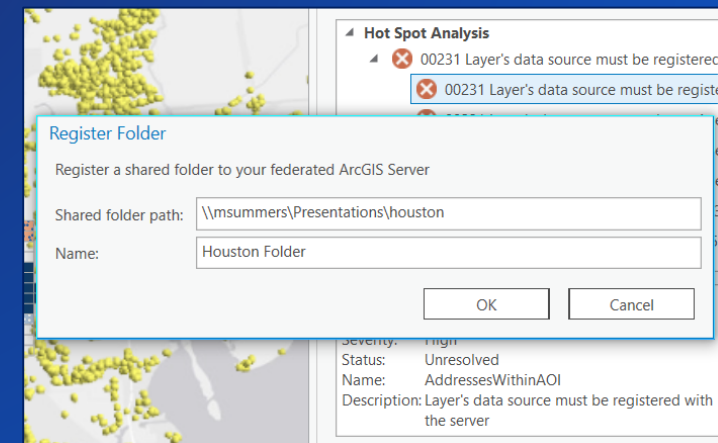 Hot Spot Analysis
00231 Layer's data source must be registered
00231 Layer's data source must be registe
Register Folder
Register a shared folder to your federated ArcGIS Server
Shared folder path: \\msummers\Presentations\houston
Name: Houston Folder
OK Cancel
Severity: High
Status: Unresolved
Name: AddressesWithinAOI
Description: Layer's data source must be registered with
the server